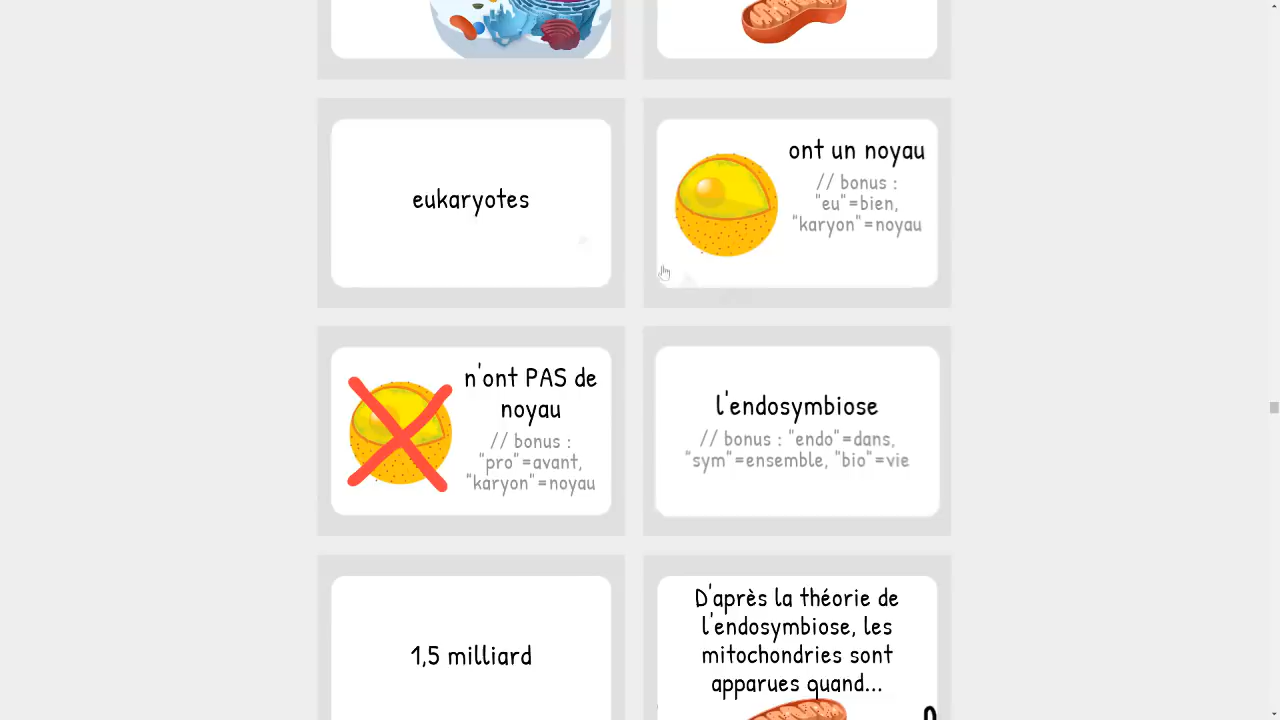 eukaryotes
ont un noyau
// bonus :
"eu"=bien,
"karyon"=noyau
n'ont PAS de
noyau
// bonus :
"pro"=avant,
"karyon"=noyau
l'endosymbiose
// bonus : "endo"=dans,
"sym"=ensemble, "bio"=vie
1,5 milliard
D'après la théorie de
l'endosymbiose, les
mitochondries sont
apparues quand...